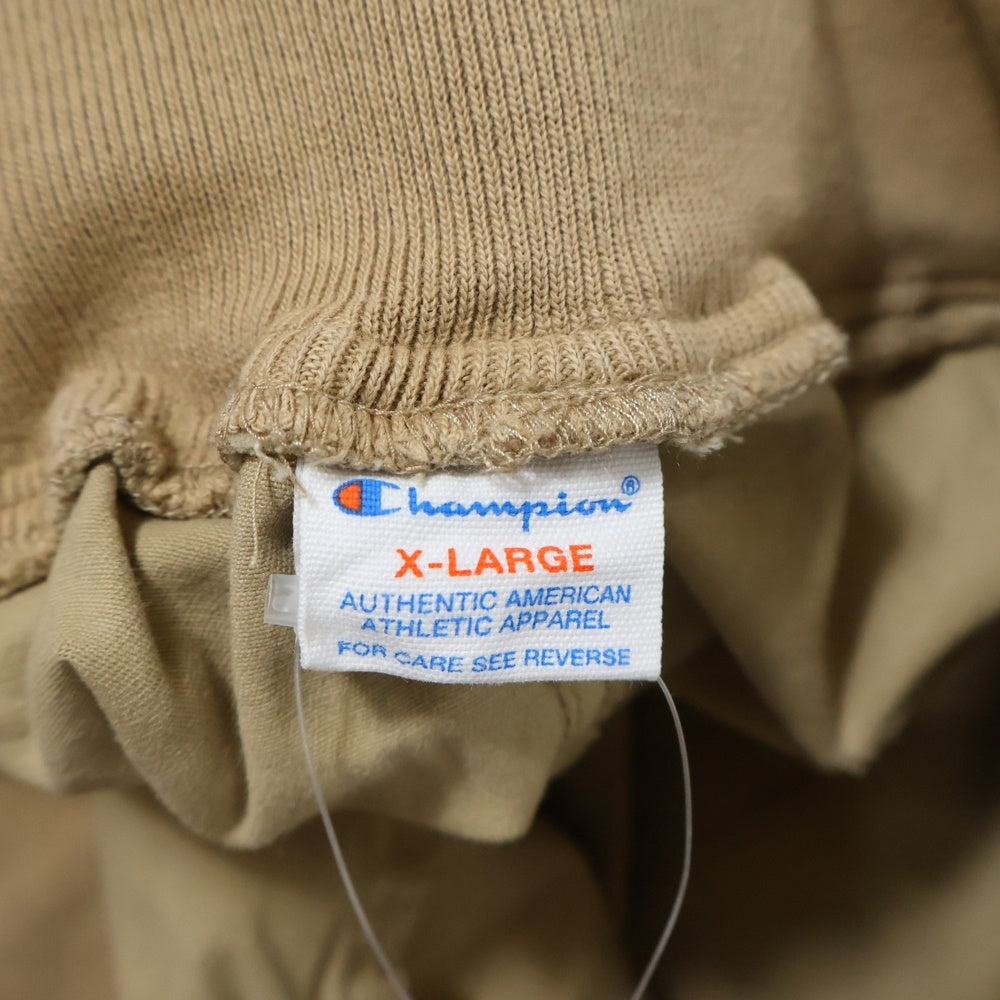 Champion®
X-LARGE
AUTHENTIC AMERICAN
ATHLETIC APPAREL
FOR CARE SEE REVERSE